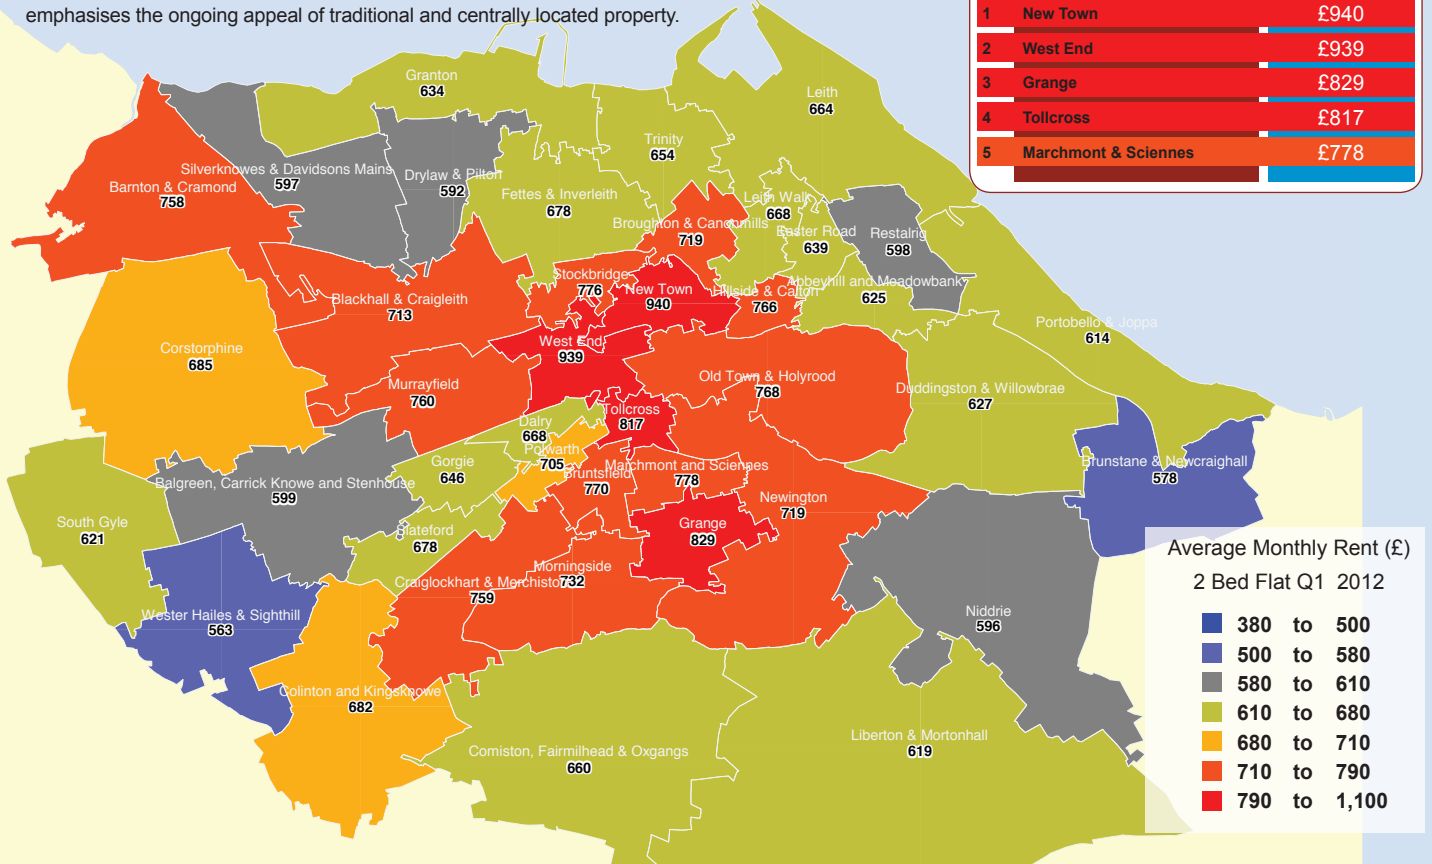 emphasises the ongoing appeal of traditional and centrally located property.
1 New Town £940
2 West End £939
3 Grange £829
4 Tollcross £817
5 Marchmont & Sciennes £778
Granton
634
Leith
664
Trinity
654
Silverknowes & Davidsons Mains
597
Drylaw & Pilton
592
Barnton & Cramond
758
Fettes & Inverleith
678
Leith Walk
668
Broughton & Canonmills
719
Easter Road
639
Restalrig
598
Stockbridge
776
New Town
940
Hillside & Calton
766
Abbeyhill and Meadowbank
625
Blackhall & Craigleith
713
Portobello & Joppa
614
Corstorphine
685
West End
939
Murrayfield
760
Old Town & Holyrood
768
Duddingston & Willowbrae
627
Tollcross
817
Dalry
668
Polwarth
705
Gorgie
646
Bruntsfield
770
Marchmont and Sciennes
778
Brunstane & Newcraighall
578
Balgreen, Carrick Knowe and Stenhouse
599
Newington
719
South Gyle
621
Slateford
678
Grange
829
Morningside
732
Craiglockhart & Merchiston
759
Wester Hailes & Sighthill
563
Niddrie
596
Colinton and Kingsknowe
682
Comiston, Fairmilhead & Oxgangs
660
Liberton & Mortonhall
619
Average Monthly Rent (£)
2 Bed Flat Q1 2012
380 to 500
500 to 580
580 to 610
610 to 680
680 to 710
710 to 790
790 to 1,100